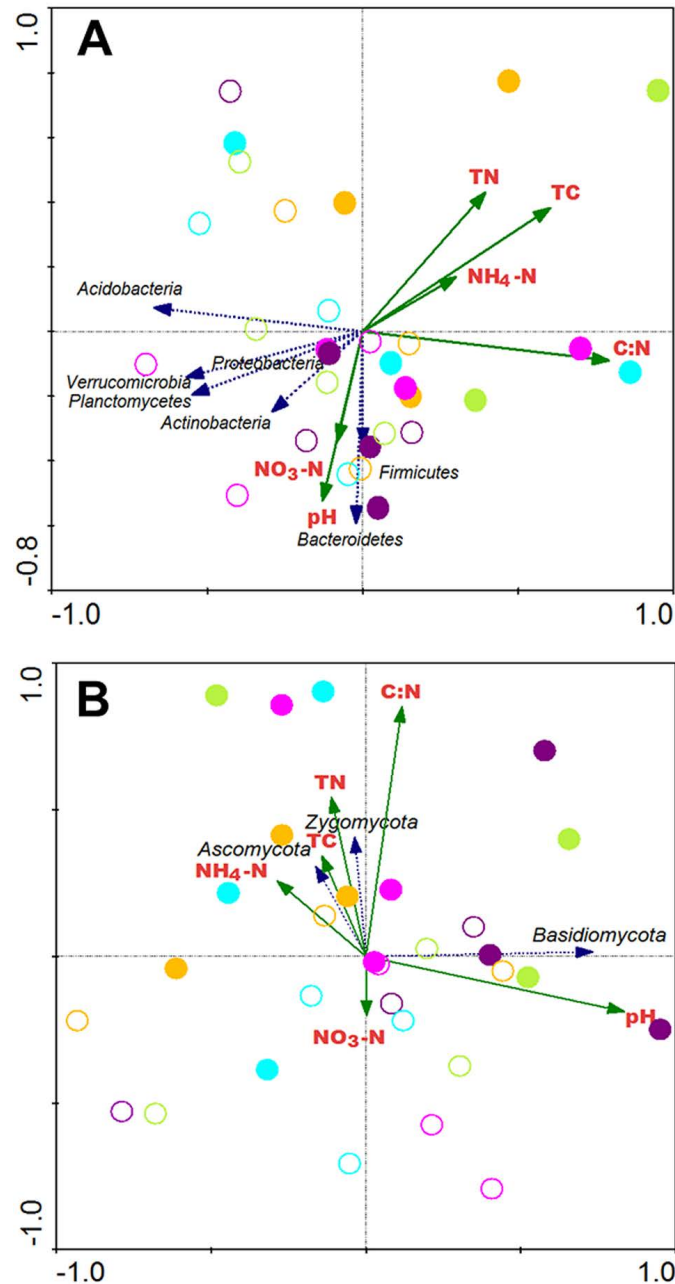 1.0
A
TN
TC
NH4-N
Acidobacteria
C:N
Proteobacteria
Verrucomicrobia
Planctomycetes
Actinobacteria
NO3-N
Firmicutes
pH
Bacteroidetes
-0.8
-1.0
1.0
1.0
B
C:N
TN
Zygomycota
TC
Ascomycota
NH4-N
Basidiomycota
pH
NO3-N
-1.0
-1.0
1.0